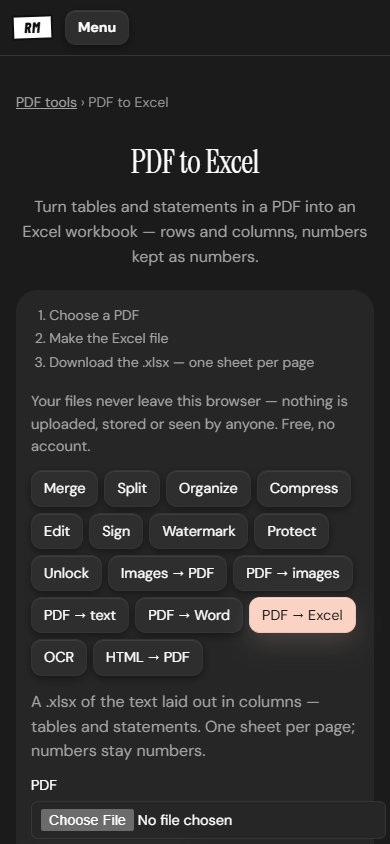 RM Menu
PDF tools › PDF to Excel
PDF to Excel
Turn tables and statements in a PDF into an
Excel workbook — rows and columns, numbers
kept as numbers.
1. Choose a PDF
2. Make the Excel file
3. Download the .xlsx — one sheet per page
Your files never leave this browser — nothing is
uploaded, stored or seen by anyone. Free, no
account.
Merge Split Organize Compress
Edit Sign Watermark Protect
Unlock Images → PDF PDF → images
PDF → text PDF → Word PDF → Excel
OCR HTML → PDF
A .xlsx of the text laid out in columns —
tables and statements. One sheet per page;
numbers stay numbers.
PDF
Choose File No file chosen